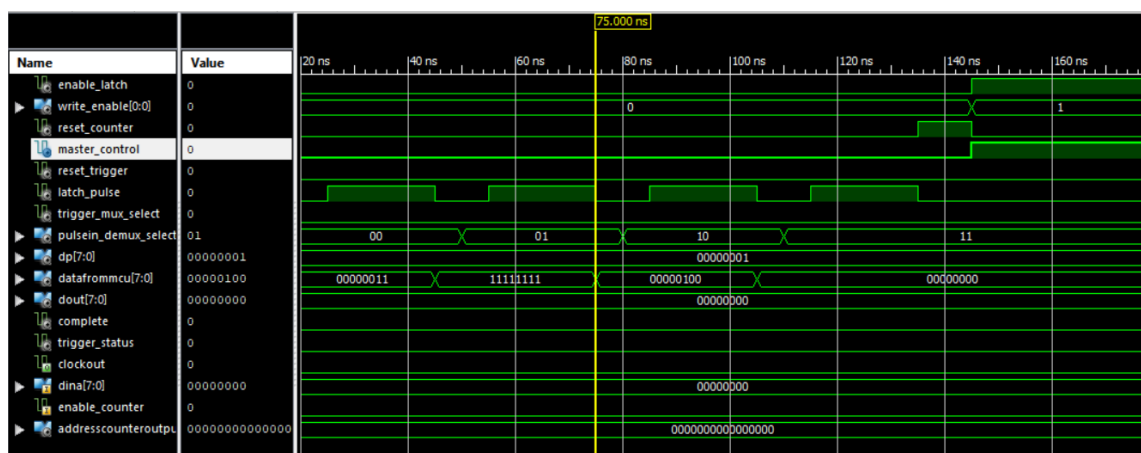 75.000 ns
Name Value 20 ns 40 ns 60 ns 80 ns 100 ns 120 ns 140 ns 160 ns
enable_latch 0
write_enable[0:0] 0 0 1
reset_counter 0
master_control 0
reset_trigger 0
latch_pulse 0
trigger_mux_select 0
pulsein_demux_select 01 00 01 10 11
dp[7:0] 00000001 00000001
datafrommcu[7:0] 00000100 00000011 11111111 00000100 00000000
dout[7:0] 00000000 00000000
complete 0
trigger_status 0
clockout 0
dina[7:0] 00000000 00000000
enable_counter 0
addresscounteroutpu 00000000000000 0000000000000000